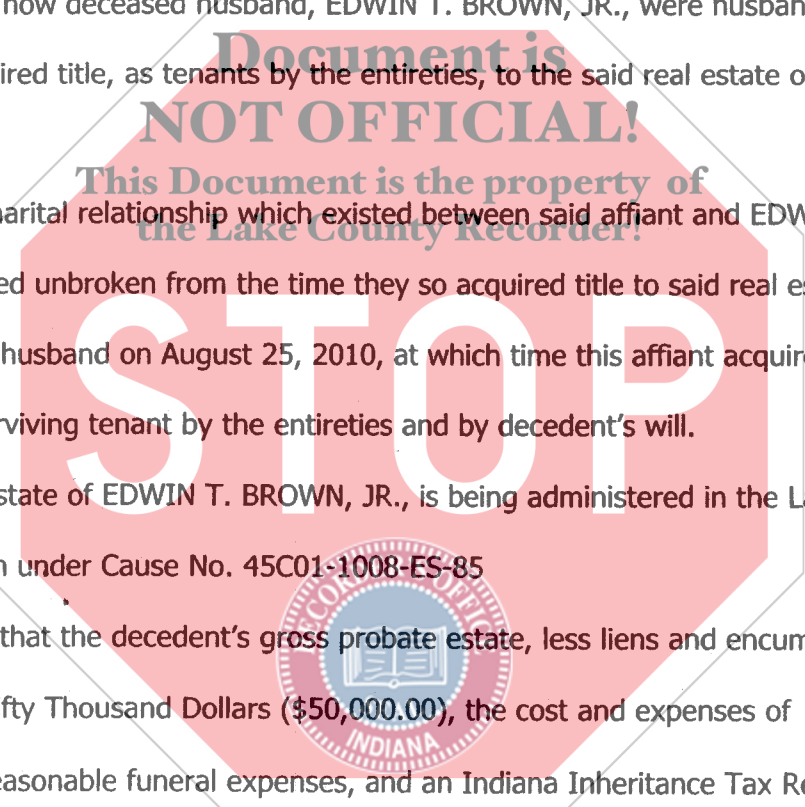 now deceased husband, EDWIN T. BROWN, JR., were husban
Document is
ired title, as tenants by the entireties, to the said real estate o
NOT OFFICIAL!
This Document is the property of
arital relationship which existed between said affiant and EDW
the Lake County Recorder!
ed unbroken from the time they so acquired title to said real es
STOP
husband on August 25, 2010, at which time this affiant acquir
rviving tenant by the entireties and by decedent's will.
state of EDWIN T. BROWN, JR., is being administered in the La
n under Cause No. 45C01-1008-ES-85
RECORDER'S OFFICE
that the decedent's gross probate estate, less liens and encum
fty Thousand Dollars ($50,000.00), the cost and expenses of
INDIANA
easonable funeral expenses, and an Indiana Inheritance Tax Re